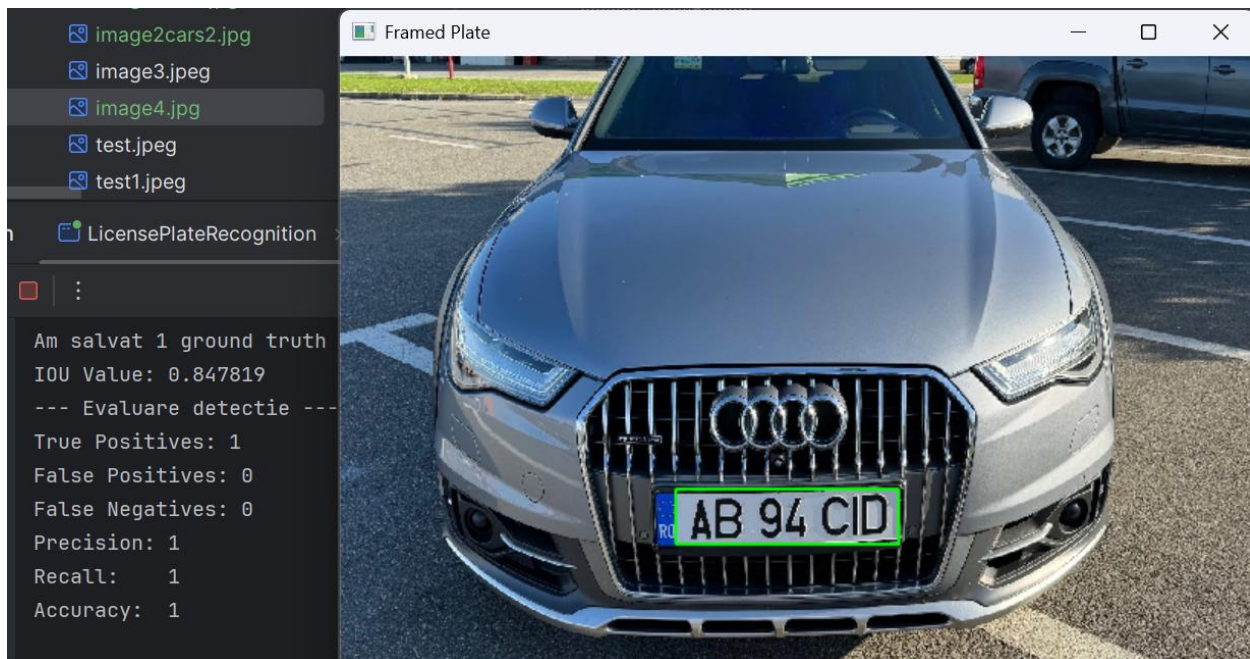 image2cars2.jpg
image3.jpeg
image4.jpg
test.jpeg
test1.jpeg
LicensePlateRecognition
Am salvat 1 ground truth
IOU Value: 0.847819
--- Evaluare detectie ---
True Positives: 1
False Positives: 0
False Negatives: 0
Precision: 1
Recall: 1
Accuracy: 1
Framed Plate
RO
AB 94 CID